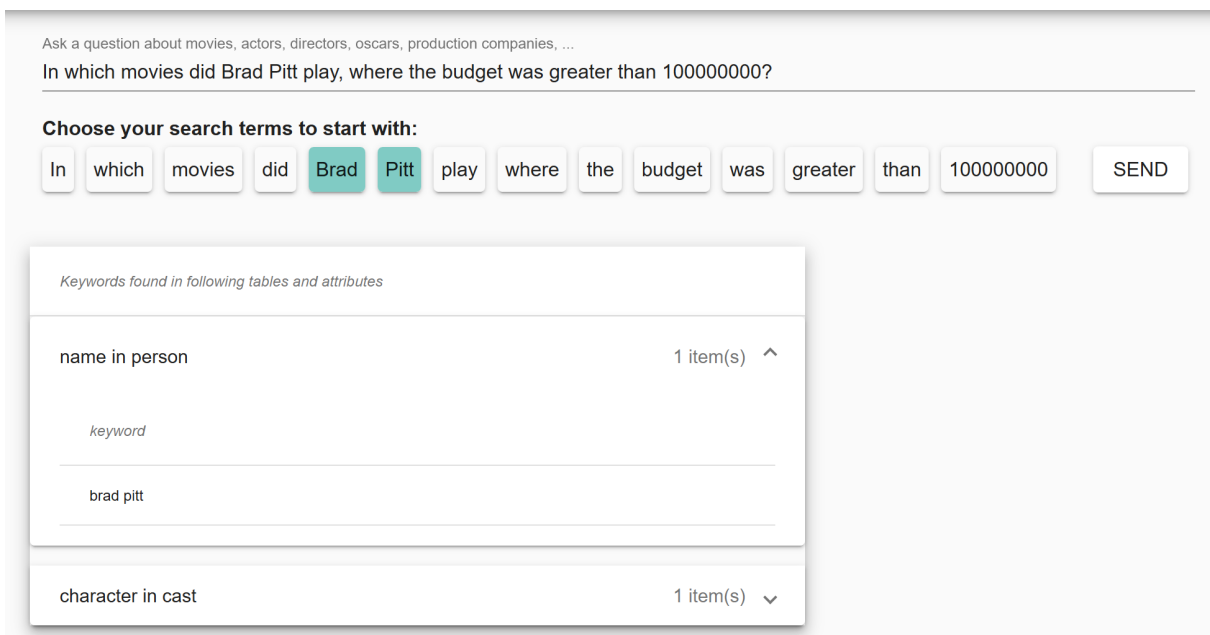 Ask a question about movies, actors, directors, oscars, production companies, ...
In which movies did Brad Pitt play, where the budget was greater than 100000000?
Choose your search terms to start with:
In which movies did Brad Pitt play where the budget was greater than 100000000 SEND
Keywords found in following tables and attributes
name in person 1 item(s)
keyword
brad pitt
character in cast 1 item(s)